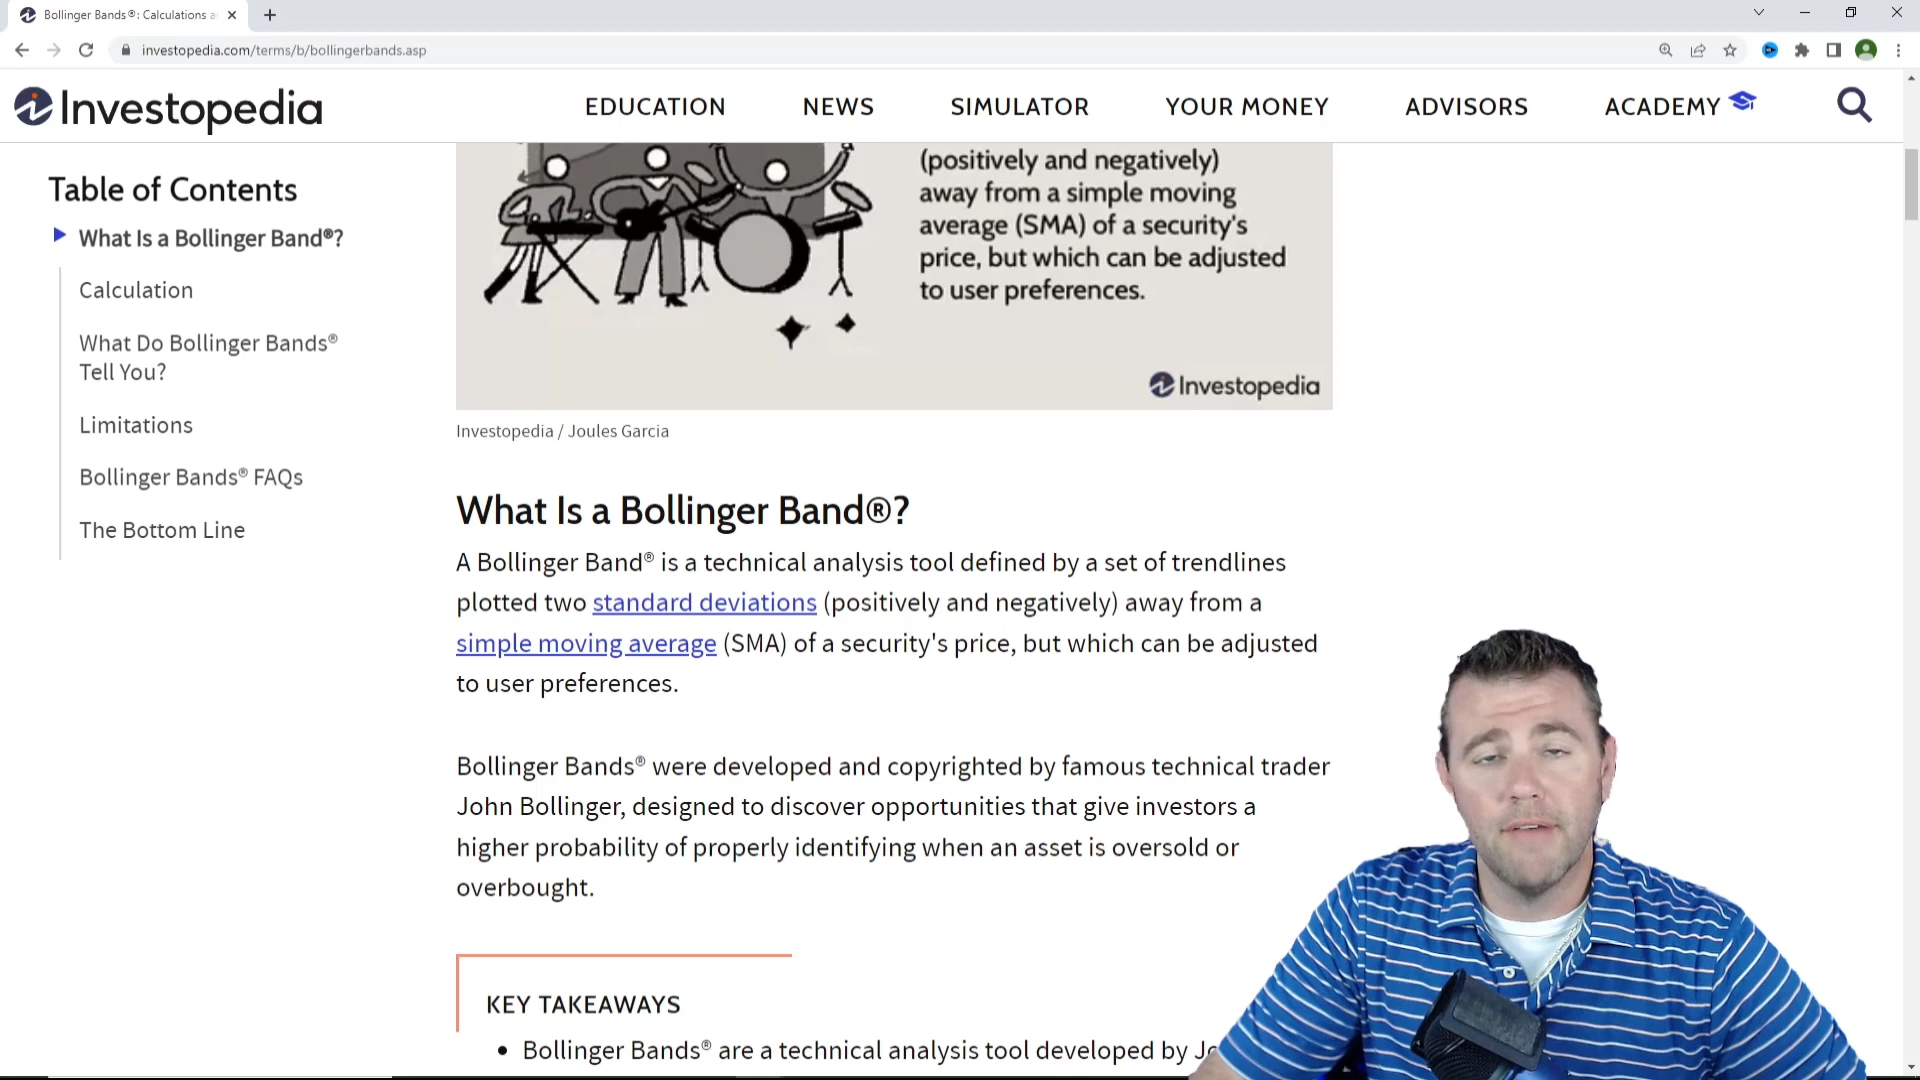 Bollinger Bands®: Calculations a
investopedia.com/terms/b/bollingerbands.asp
Investopedia
EDUCATION
NEWS
SIMULATOR
YOUR MONEY
ADVISORS
ACADEMY
Table of Contents
What Is a Bollinger Band®?
Calculation
What Do Bollinger Bands®
Tell You?
Limitations
Bollinger Bands® FAQs
The Bottom Line
(positively and negatively)
away from a simple moving
average (SMA) of a security's
price, but which can be adjusted
to user preferences.
Investopedia
Investopedia / Joules Garcia
What Is a Bollinger Band®?
A Bollinger Band® is a technical analysis tool defined by a set of trendlines
plotted two standard deviations (positively and negatively) away from a
simple moving average (SMA) of a security's price, but which can be adjusted
to user preferences.
Bollinger Bands® were developed and copyrighted by famous technical trader
John Bollinger, designed to discover opportunities that give investors a
higher probability of properly identifying when an asset is oversold or
overbought.
KEY TAKEAWAYS
• Bollinger Bands® are a technical analysis tool developed by